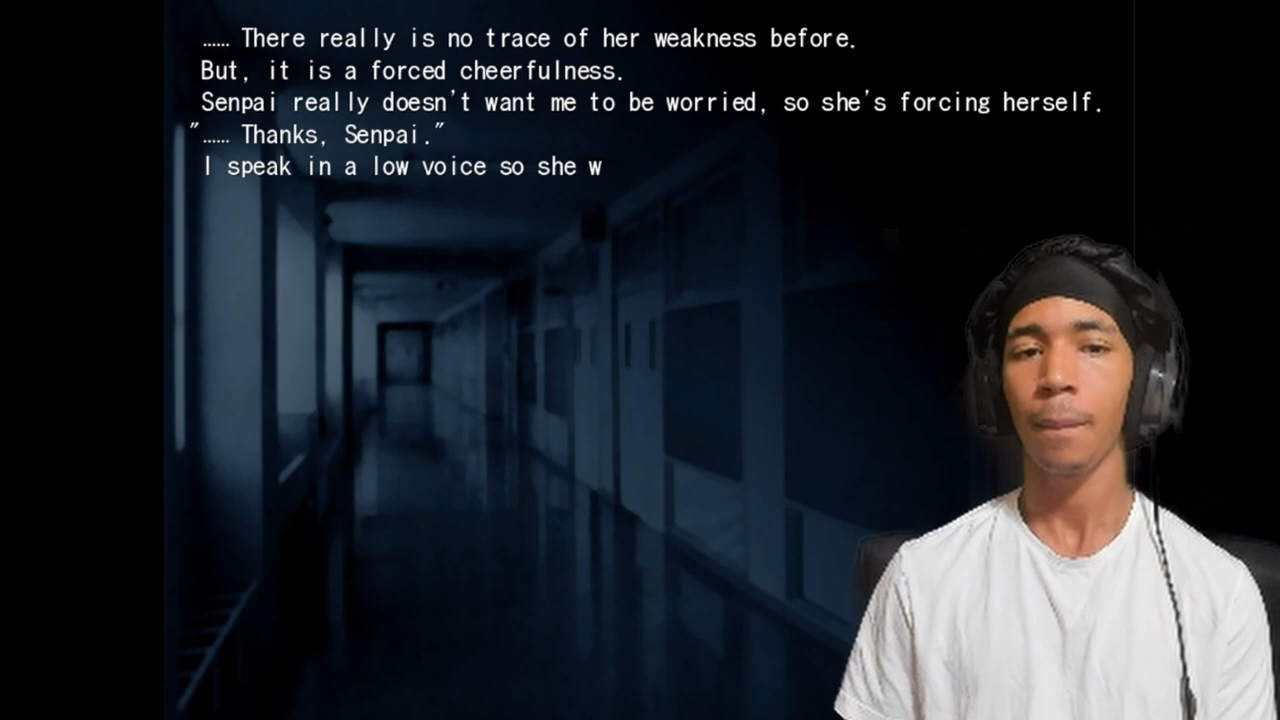 …… There really is no trace of her weakness before.
But, it is a forced cheerfulness.
Senpai really doesn't want me to be worried, so she's forcing herself.
"…… Thanks, Senpai."
I speak in a low voice so she w